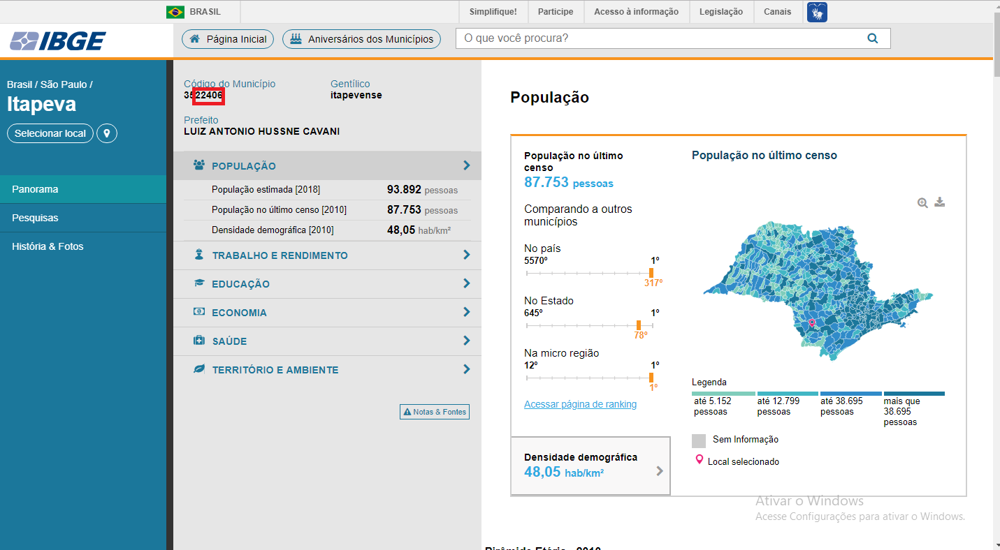 BRASIL
Simplifique!
Participe
Acesso à informação
Legislação
Canais
IBGE
Página Inicial
Aniversários dos Municípios
O que você procura?
Brasil / São Paulo /
Itapeva
Selecionar local
Panorama
Pesquisas
História & Fotos
Código do Município
3522406
Gentílico
itapevense
Prefeito
LUIZ ANTONIO HUSSNE CAVANI
POPULAÇÃO
População estimada [2018] 93.892 pessoas
População no último censo [2010] 87.753 pessoas
Densidade demográfica [2010] 48,05 hab/km²
TRABALHO E RENDIMENTO
EDUCAÇÃO
ECONOMIA
SAÚDE
TERRITÓRIO E AMBIENTE
Notas & Fontes
População
População no último
censo
87.753 pessoas
Comparando a outros
municípios
No país
5570º 1º
317º
No Estado
645º 1º
78º
Na micro região
12º 1º
1º
Acessar página de ranking
Densidade demográfica
48,05 hab/km²
População no último censo
Legenda
até 5.152
pessoas
até 12.799
pessoas
até 38.695
pessoas
mais que
38.695
pessoas
Sem Informação
Local selecionado
Ativar o Windows
Acesse Configurações para ativar o Windows.